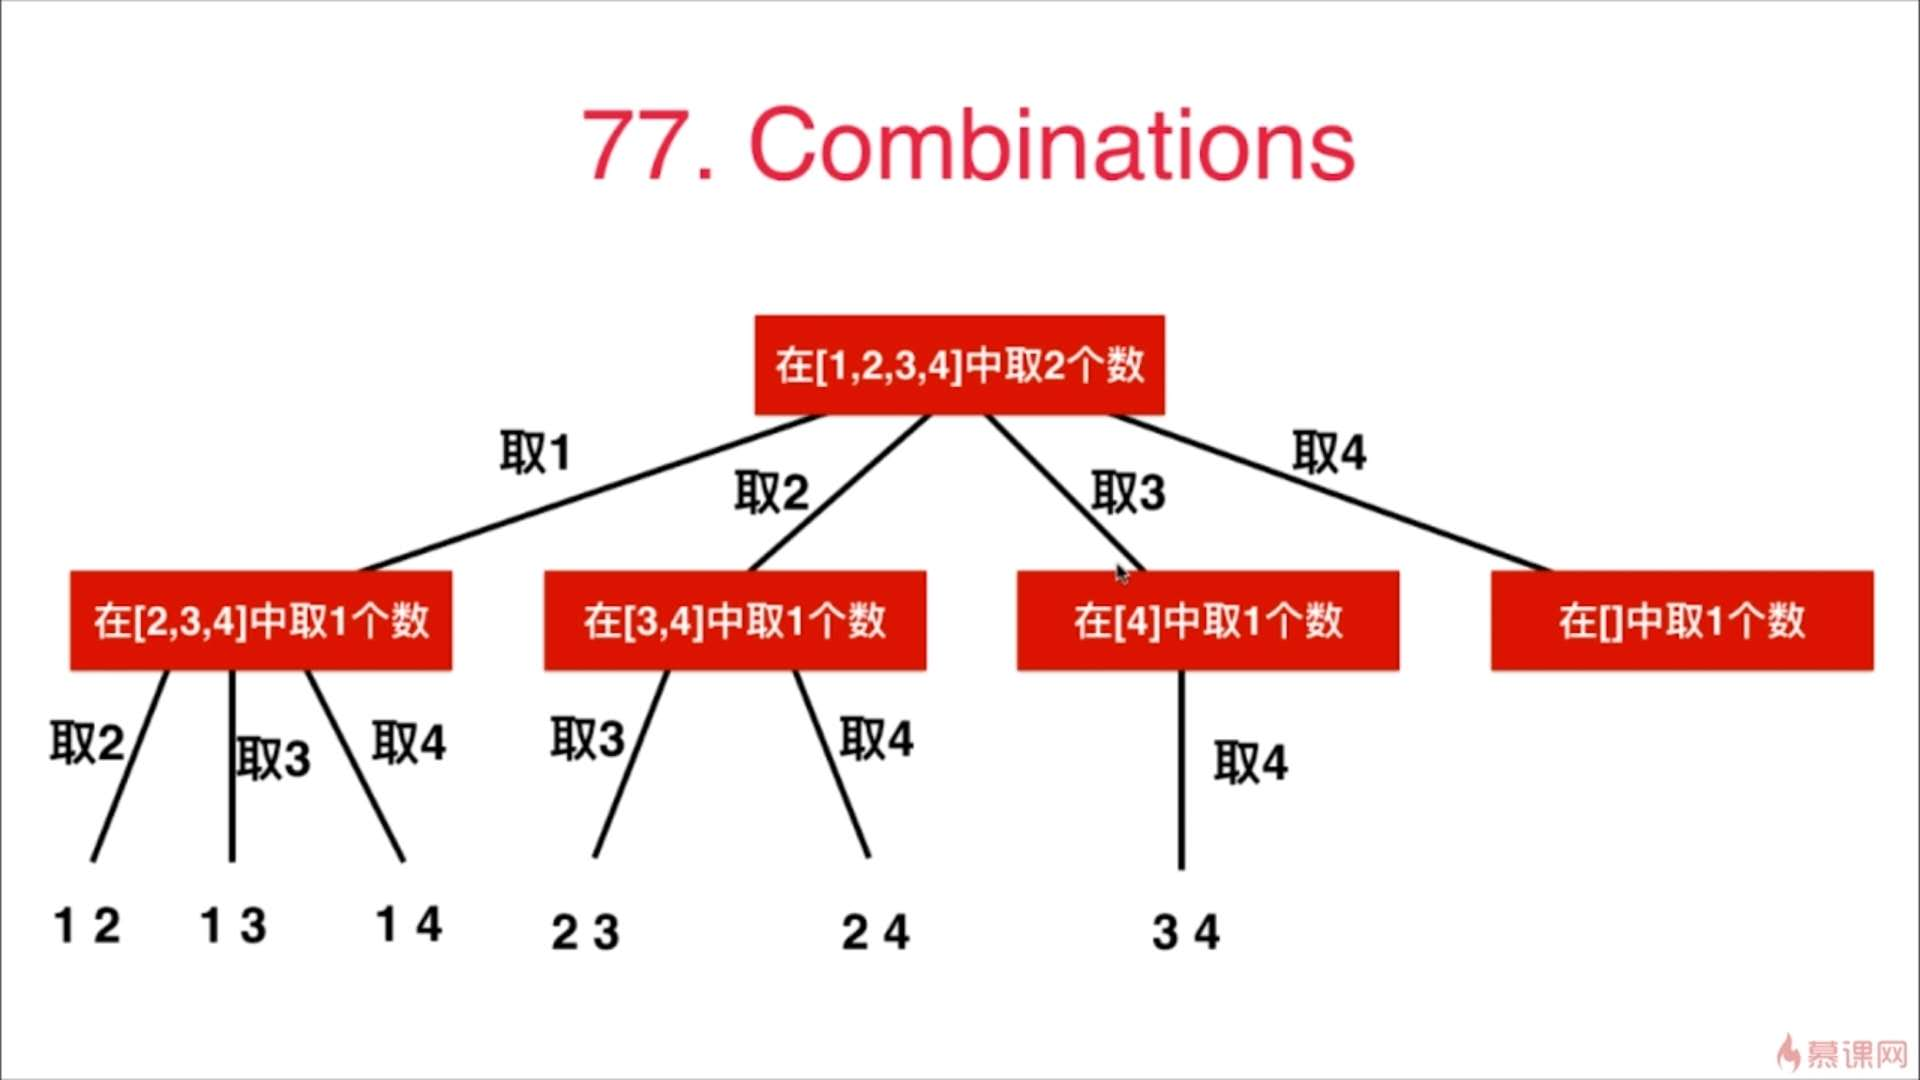 77. Combinations
在[1,2,3,4]中取2个数
取1
取2
取3
取4
在[2,3,4]中取1个数
在[3,4]中取1个数
在[4]中取1个数
在[]中取1个数
取2
取3
取4
取3
取4
取4
1 2
1 3
1 4
2 3
2 4
3 4
慕课网